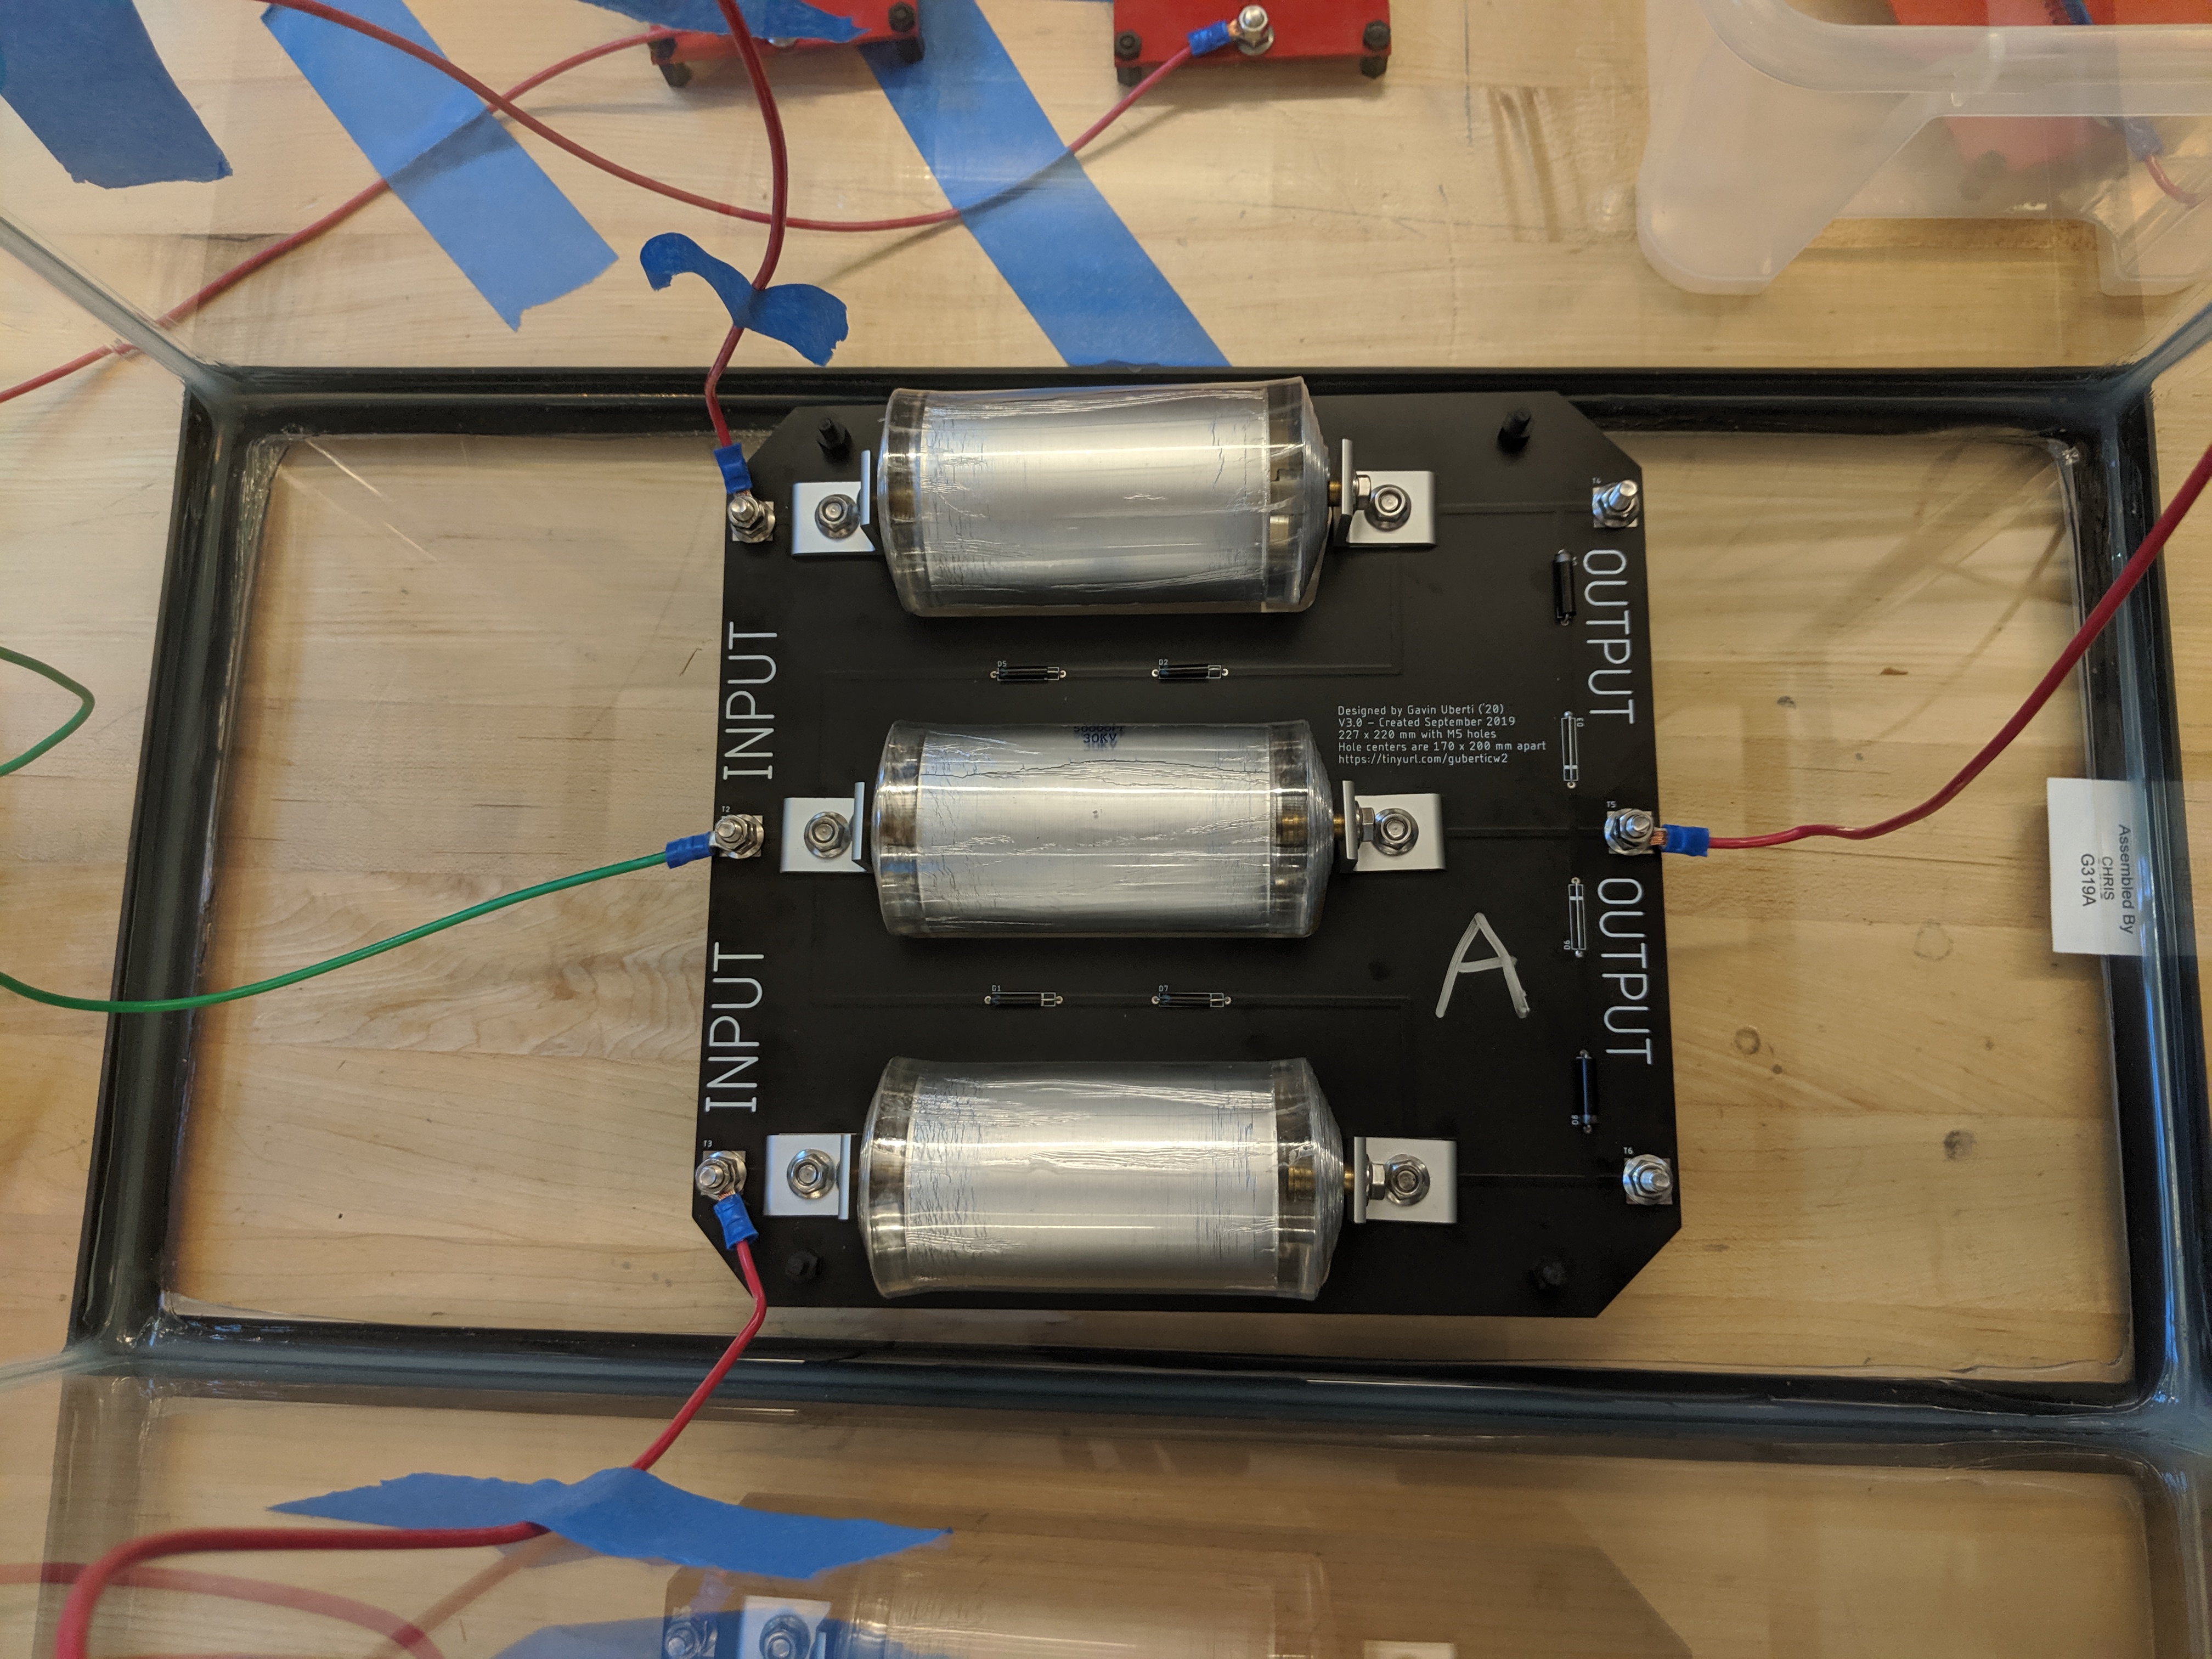 T4
OUTPUT
INPUT
D5
D2
Designed by Gavin Uberti ('20)
V3.0 – Created September 2019
227 x 220 mm with M5 holes
Hole centers are 170 x 200 mm apart
https://tinyurl.com/guberticw2
30KV
T2
T5
Assembled By
CHRIS
G319A
OUTPUT
A
INPUT
D6
D1
D7
T3
T6